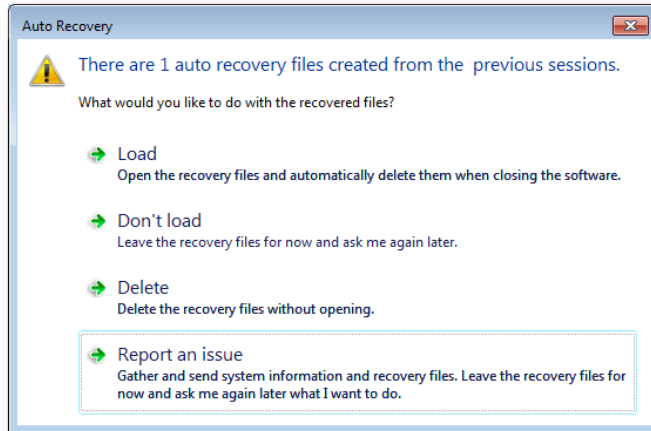 Auto Recovery
There are 1 auto recovery files created from the previous sessions.
What would you like to do with the recovered files?
Load
Open the recovery files and automatically delete them when closing the software.
Don't load
Leave the recovery files for now and ask me again later.
Delete
Delete the recovery files without opening.
Report an issue
Gather and send system information and recovery files. Leave the recovery files for
now and ask me again later what I want to do.